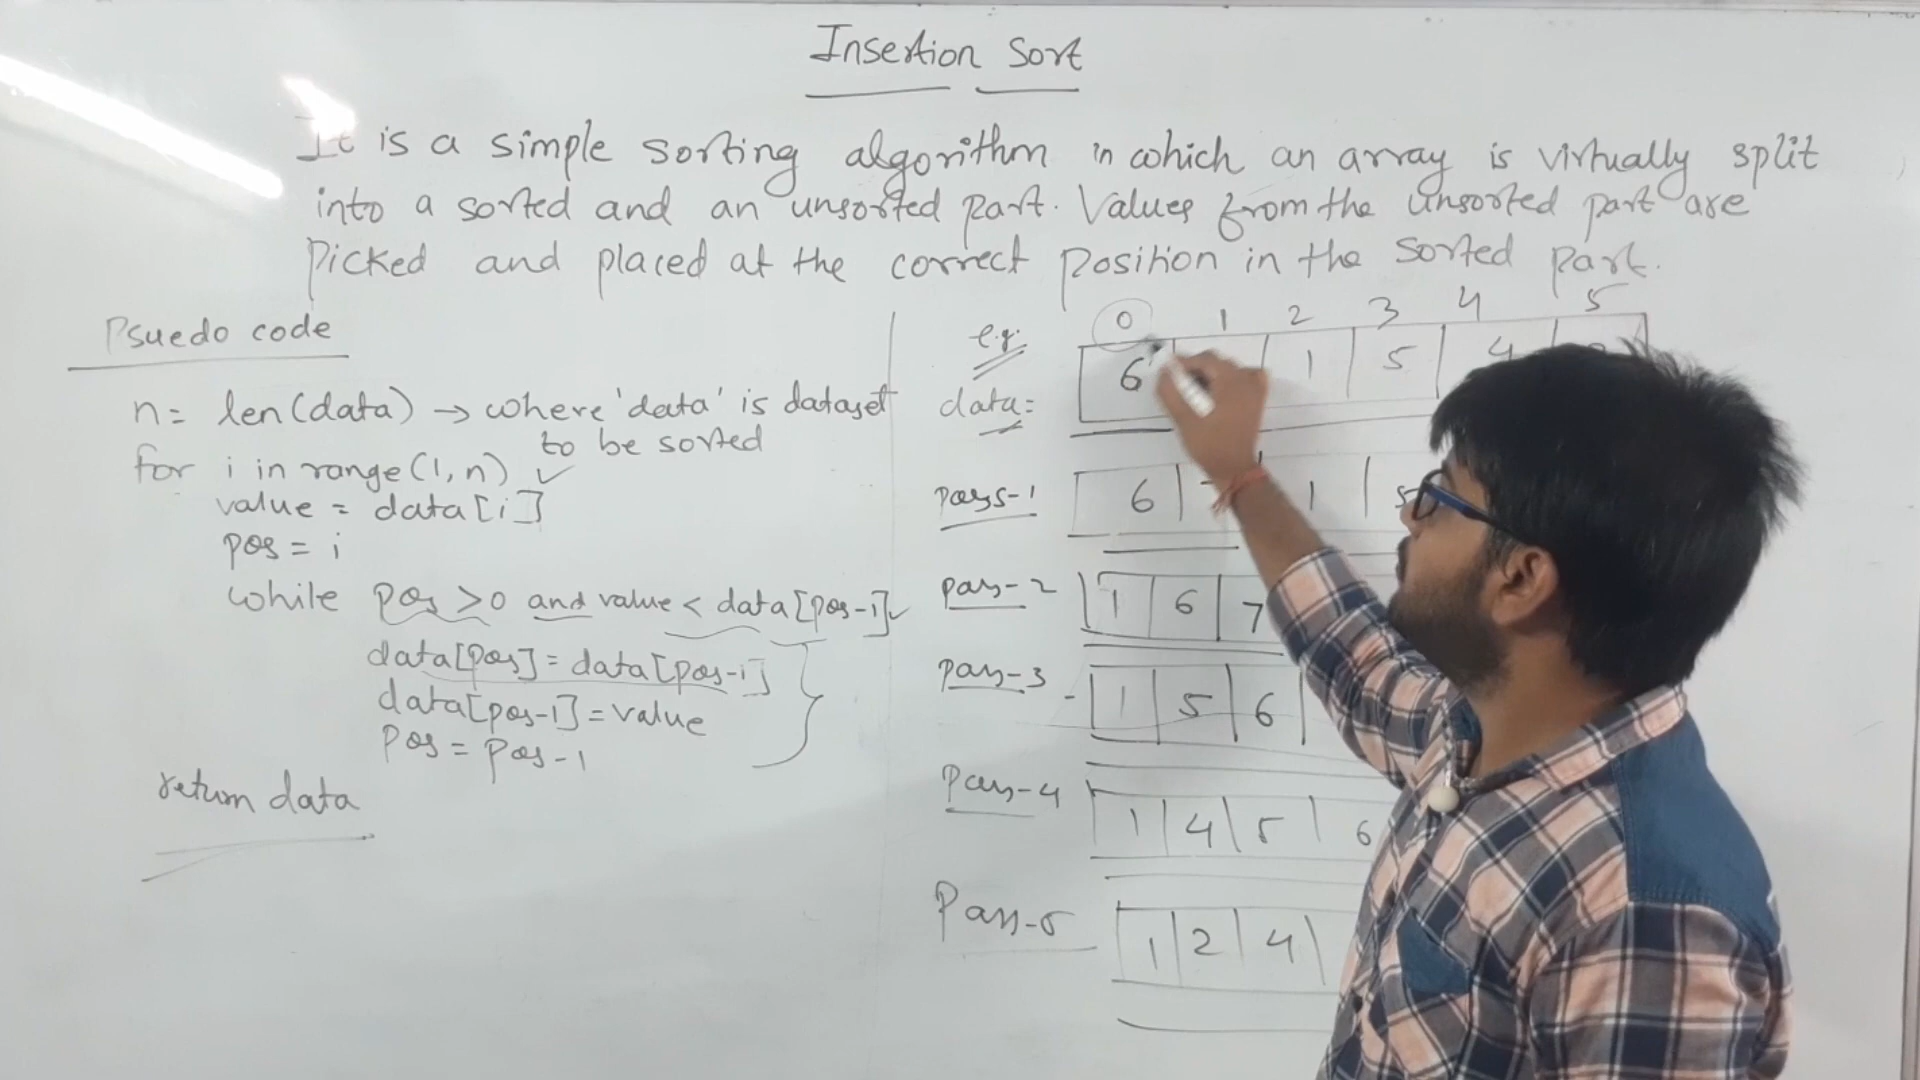 Insertion Sort
It is a simple sorting algorithm in which an array is virtually split
into a sorted and an unsorted part. Values from the unsorted part are
Picked and placed at the correct position in the sorted part.
Psuedo code
n = len(data) → where 'data' is dataset
to be sorted
for i in range(1,n) ✓
value = data[i]
pos = i
while pos > 0 and value < data[pos-1] ✓
data[pos] = data[pos-1]
data[pos-1] = value
pos = pos-1
return data
e.g.
0 1 2 3 4 5
data = 6 1 5 4
pass-1 6 1 5
pass-2 1 6 7
pass-3 1 5 6
pass-4 1 4 5 6
Pass-5 1 2 4